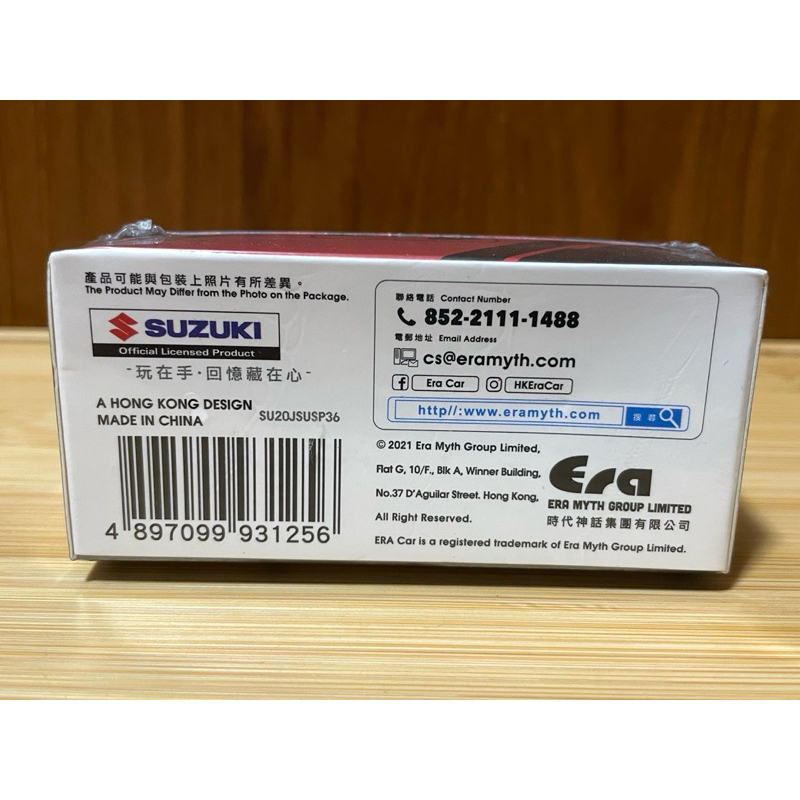 產品可能與包裝上照片有所差異。
The Product May Differ from the Photo on the Package.
SUZUKI
Official Licensed Product
-玩在手·回憶藏在心-
A HONG KONG DESIGN
MADE IN CHINA
SU20JSUSP36
4 897099 931256
聯絡電話 Contact Number
852-2111-1488
電郵地址 Email Address
cs@eramyth.com
Era Car
HKEraCar
http//:www.eramyth.com
搜尋
© 2021 Era Myth Group Limited,
Flat G, 10/F., Blk A, Winner Building,
No.37 D'Aguilar Street. Hong Kong,
All Right Reserved.
Era
ERA MYTH GROUP LIMITED
時代神話集團有限公司
ERA Car is a registered trademark of Era Myth Group Limited.